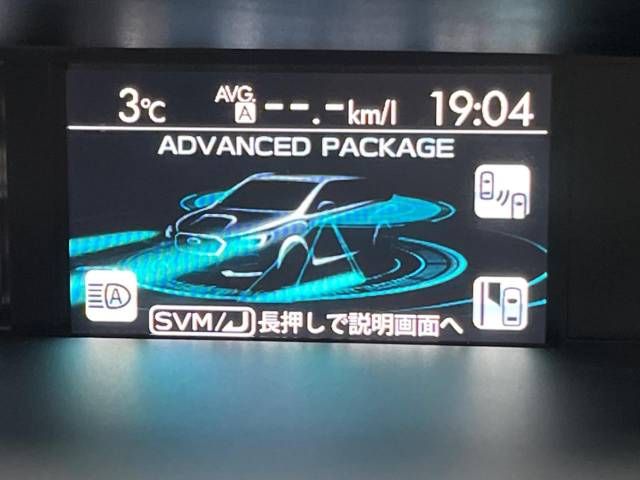 3℃ AVG. A --.-km/l 19:04
ADVANCED PACKAGE
A
SVM/⤶ 長押しで説明画面へ